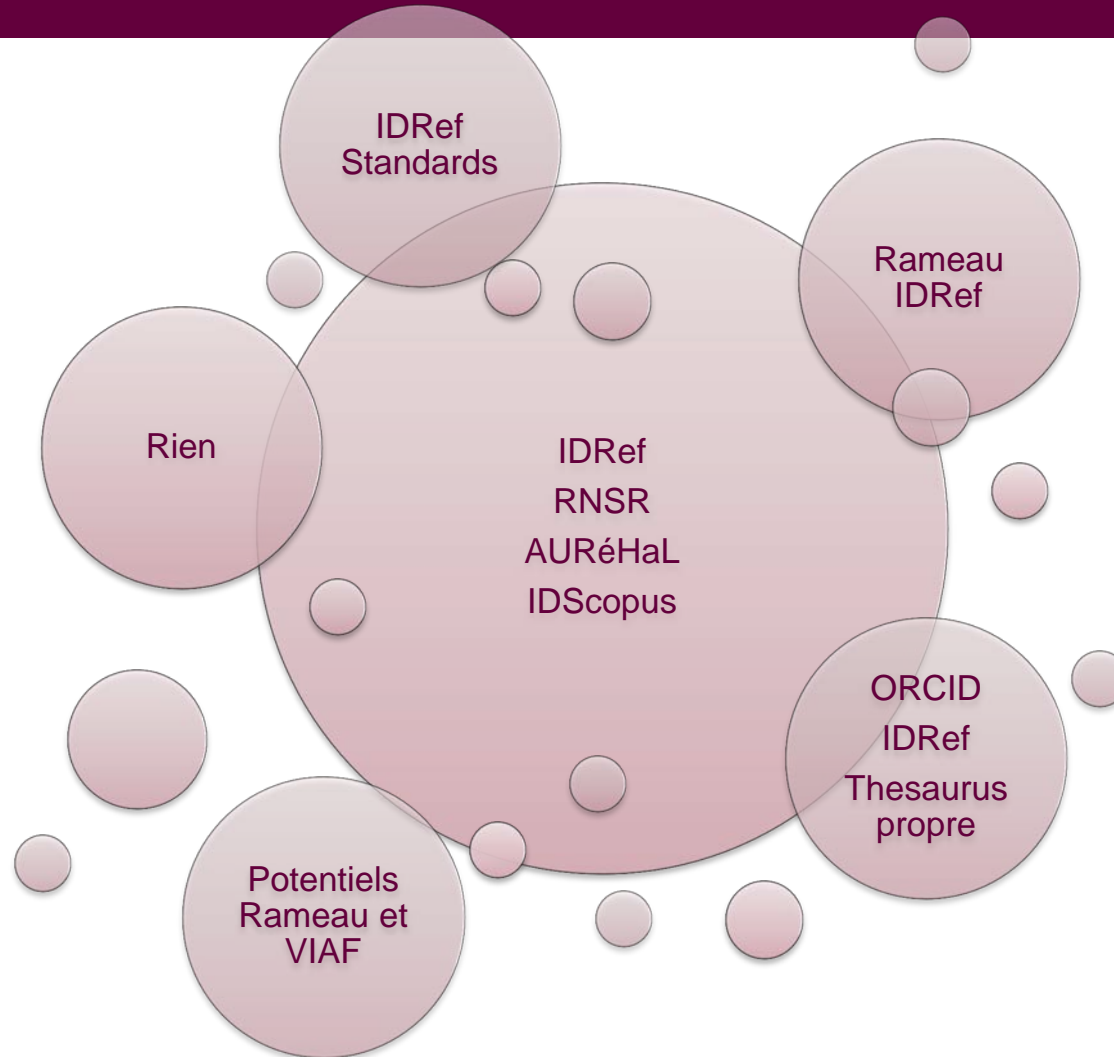 IDRef
Standards
Rameau
IDRef
Rien
IDRef
RNSR
AURéHaL
IDScopus
ORCID
IDRef
Thesaurus
propre
Potentiels
Rameau et
VIAF